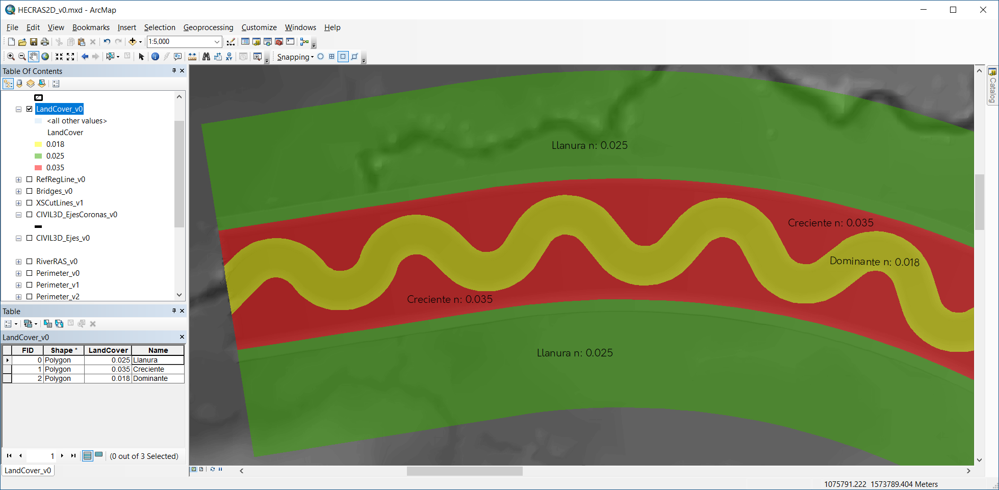 HECRAS2D_v0.mxd - ArcMap
File Edit View Bookmarks Insert Selection Geoprocessing Customize Windows Help
1:5,000
Snapping
Table Of Contents
LandCover_v0
<all other values>
LandCover
0.018
0.025
0.035
RefRegLine_v0
Bridges_v0
XSCutLines_v1
CIVIL3D_EjesCoronas_v0
CIVIL3D_Ejes_v0
RiverRAS_v0
Perimeter_v0
Perimeter_v1
Perimeter_v2
Table
LandCover_v0
FID Shape * LandCover Name
0 Polygon 0.025 Llanura
1 Polygon 0.035 Creciente
2 Polygon 0.018 Dominante
1 (0 out of 3 Selected)
LandCover_v0
Llanura n: 0.025
Creciente n: 0.035
Dominante n: 0.018
Creciente n: 0.035
Llanura n: 0.025
Catalog
1075791.222 1573789.404 Meters